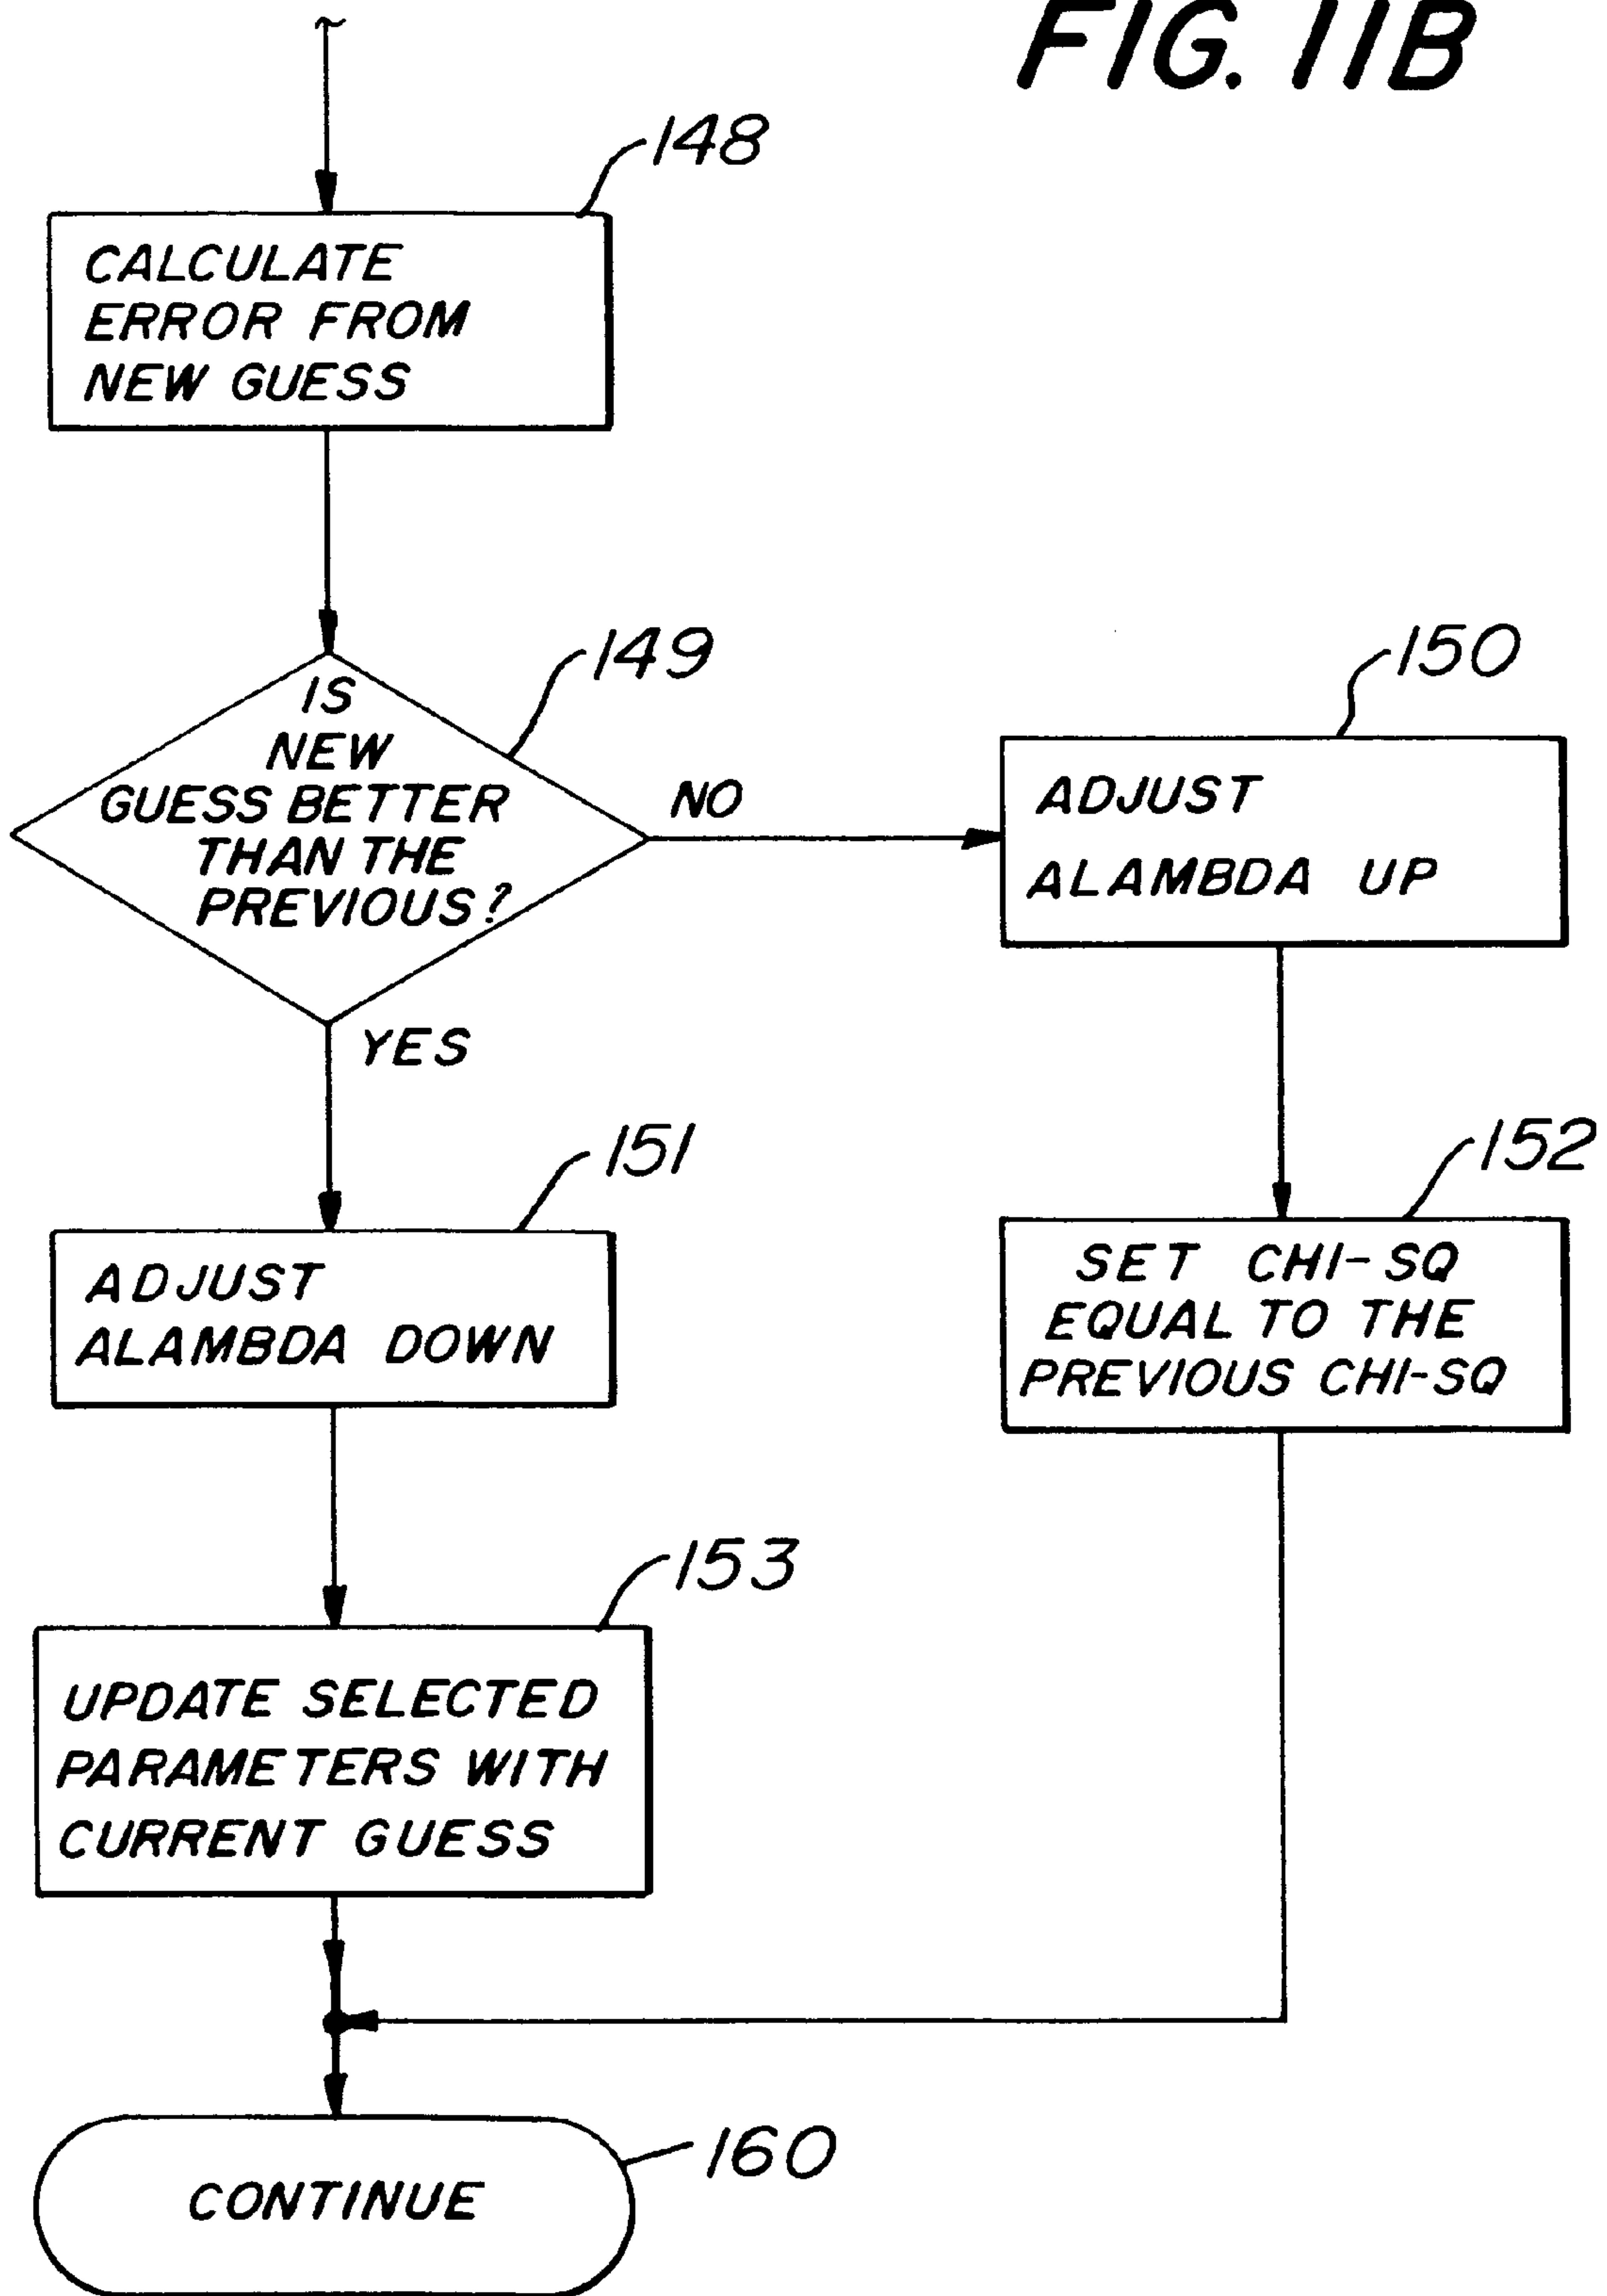 FIG. 11B
148
CALCULATE
ERROR FROM
NEW GUESS
149
IS
NEW
GUESS BETTER
THAN THE
PREVIOUS?
NO
YES
150
ADJUST
ALAMBDA UP
151
ADJUST
ALAMBDA DOWN
152
SET CHI-SQ
EQUAL TO THE
PREVIOUS CHI-SQ
153
UPDATE SELECTED
PARAMETERS WITH
CURRENT GUESS
160
CONTINUE